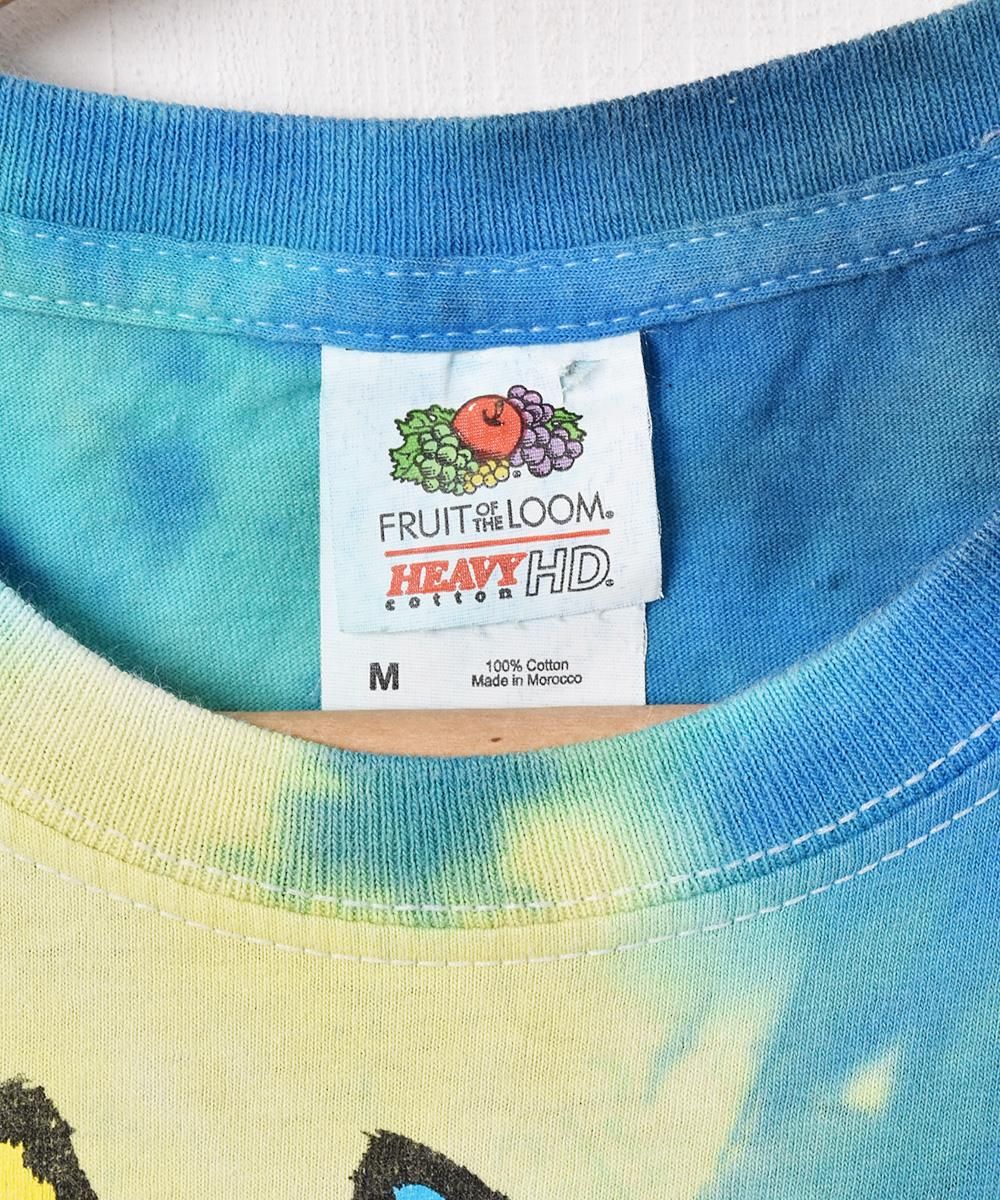 FRUIT OF THE LOOM®
HEAVY HD®
cotton
M
100% Cotton
Made in Morocco